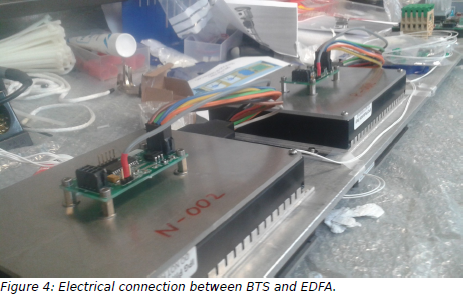 N-002
Figure 4: Electrical connection between BTS and EDFA.